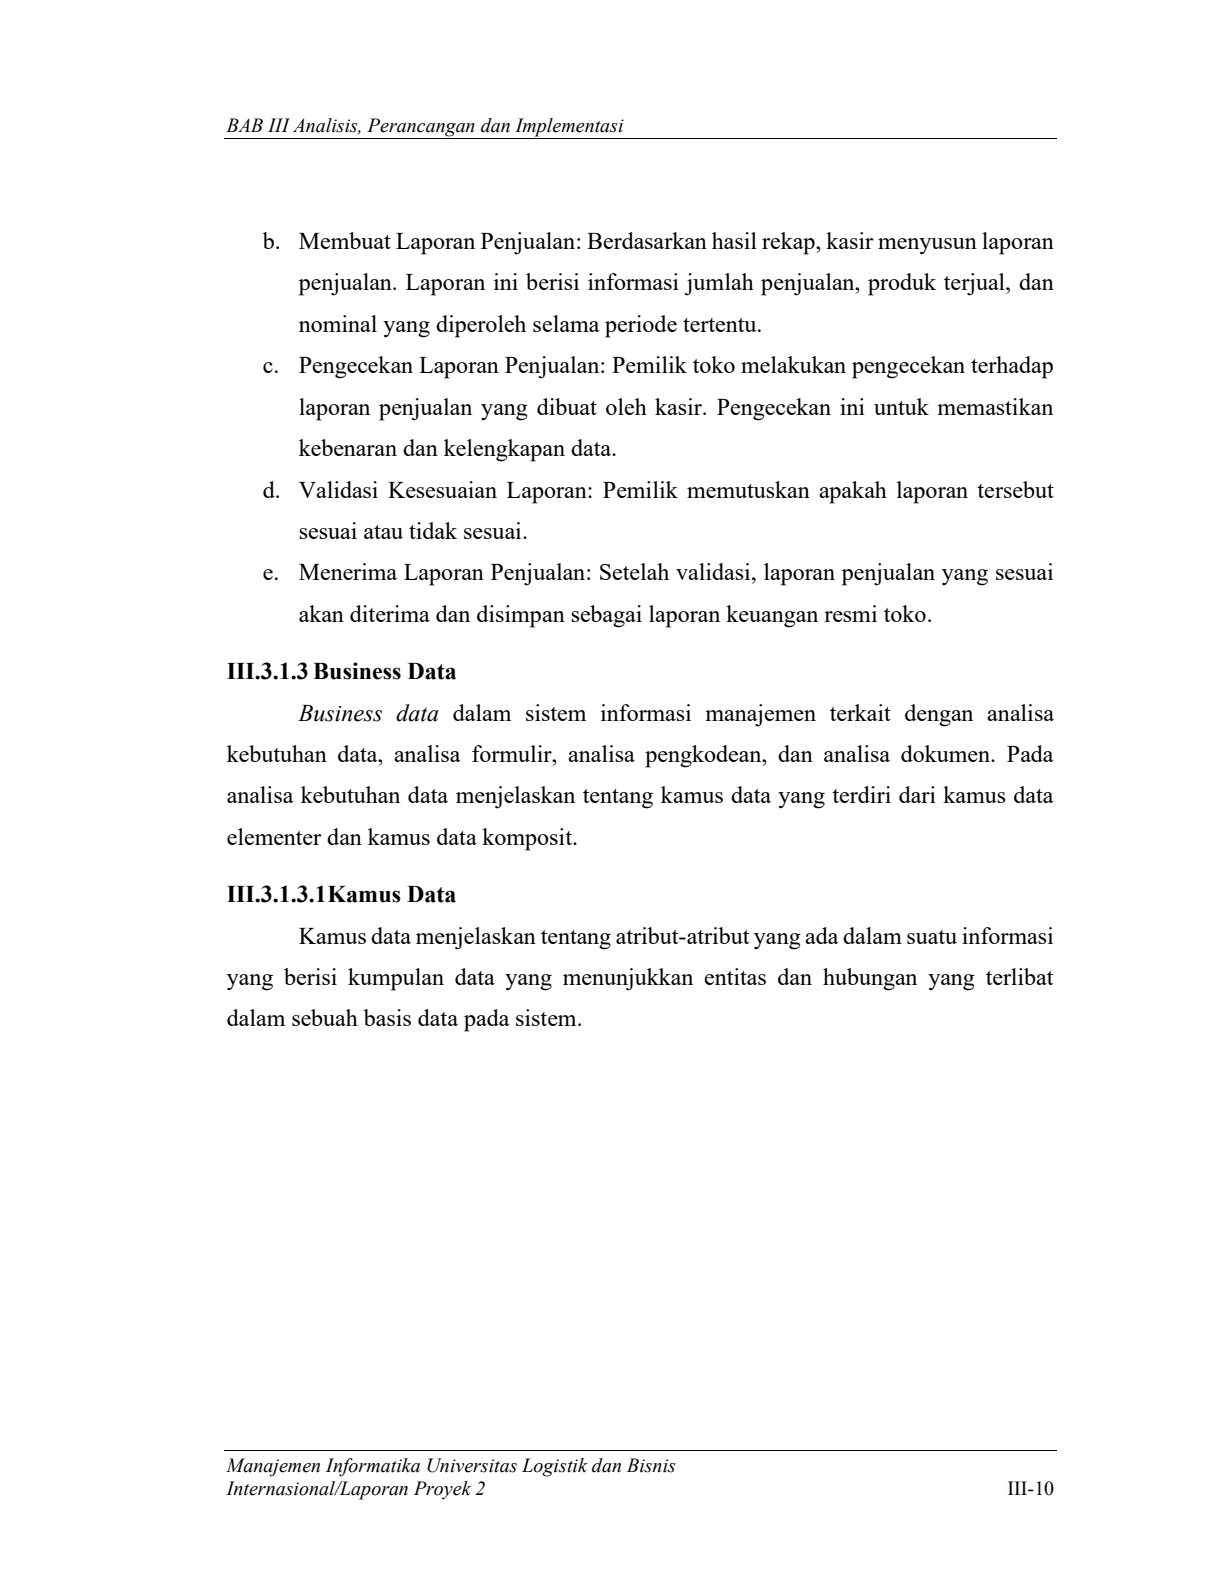 BAB III Analisis, Perancangan dan Implementasi
b. Membuat Laporan Penjualan: Berdasarkan hasil rekap, kasir menyusun laporan
penjualan. Laporan ini berisi informasi jumlah penjualan, produk terjual, dan
nominal yang diperoleh selama periode tertentu.
c. Pengecekan Laporan Penjualan: Pemilik toko melakukan pengecekan terhadap
laporan penjualan yang dibuat oleh kasir. Pengecekan ini untuk memastikan
kebenaran dan kelengkapan data.
d. Validasi Kesesuaian Laporan: Pemilik memutuskan apakah laporan tersebut
sesuai atau tidak sesuai.
e. Menerima Laporan Penjualan: Setelah validasi, laporan penjualan yang sesuai
akan diterima dan disimpan sebagai laporan keuangan resmi toko.
III.3.1.3 Business Data
Business data dalam sistem informasi manajemen terkait dengan analisa
kebutuhan data, analisa formulir, analisa pengkodean, dan analisa dokumen. Pada
analisa kebutuhan data menjelaskan tentang kamus data yang terdiri dari kamus data
elementer dan kamus data komposit.
III.3.1.3.1Kamus Data
Kamus data menjelaskan tentang atribut-atribut yang ada dalam suatu informasi
yang berisi kumpulan data yang menunjukkan entitas dan hubungan yang terlibat
dalam sebuah basis data pada sistem.
Manajemen Informatika Universitas Logistik dan Bisnis
Internasional/Laporan Proyek 2 III-10